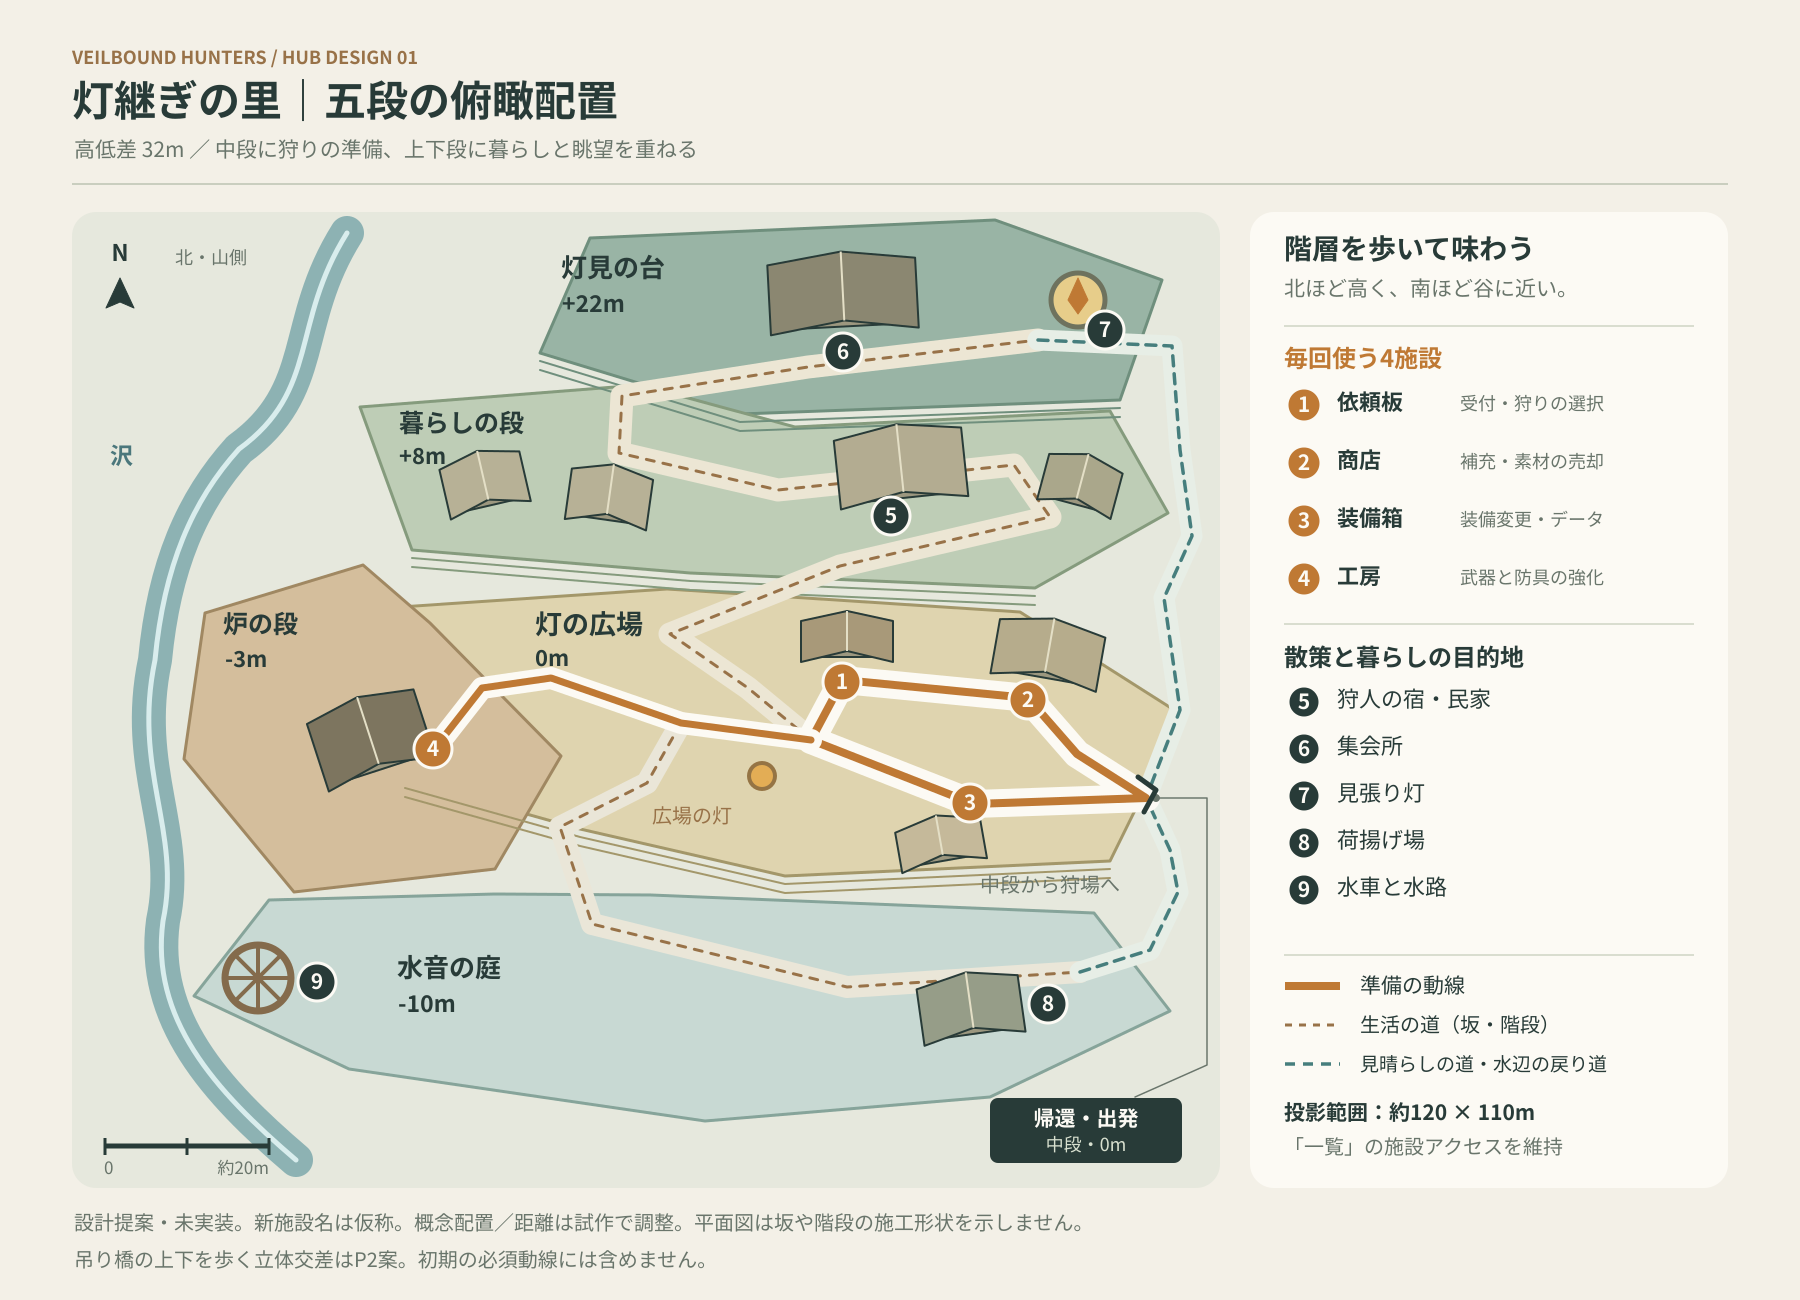 VEILBOUND HUNTERS / HUB DESIGN 01
灯継ぎの里｜五段の俯瞰配置
高低差 32m ／ 中段に狩りの準備、上下段に暮らしと眺望を重ねる
N
北・山側
沢
灯見の台
+22m
6
7
暮らしの段
+8m
5
炉の段
-3m
灯の広場
0m
1
2
4
3
広場の灯
中段から狩場へ
水音の庭
-10m
9
8
帰還・出発
中段・0m
0
約20m
階層を歩いて味わう
北ほど高く、南ほど谷に近い。
毎回使う4施設
1 依頼板 受付・狩りの選択
2 商店 補充・素材の売却
3 装備箱 装備変更・データ
4 工房 武器と防具の強化
散策と暮らしの目的地
5 狩人の宿・民家
6 集会所
7 見張り灯
8 荷揚げ場
9 水車と水路
準備の動線
生活の道（坂・階段）
見晴らしの道・水辺の戻り道
投影範囲：約120 × 110m
「一覧」の施設アクセスを維持
設計提案・未実装。新施設名は仮称。概念配置／距離は試作で調整。平面図は坂や階段の施工形状を示しません。
吊り橋の上下を歩く立体交差はP2案。初期の必須動線には含めません。